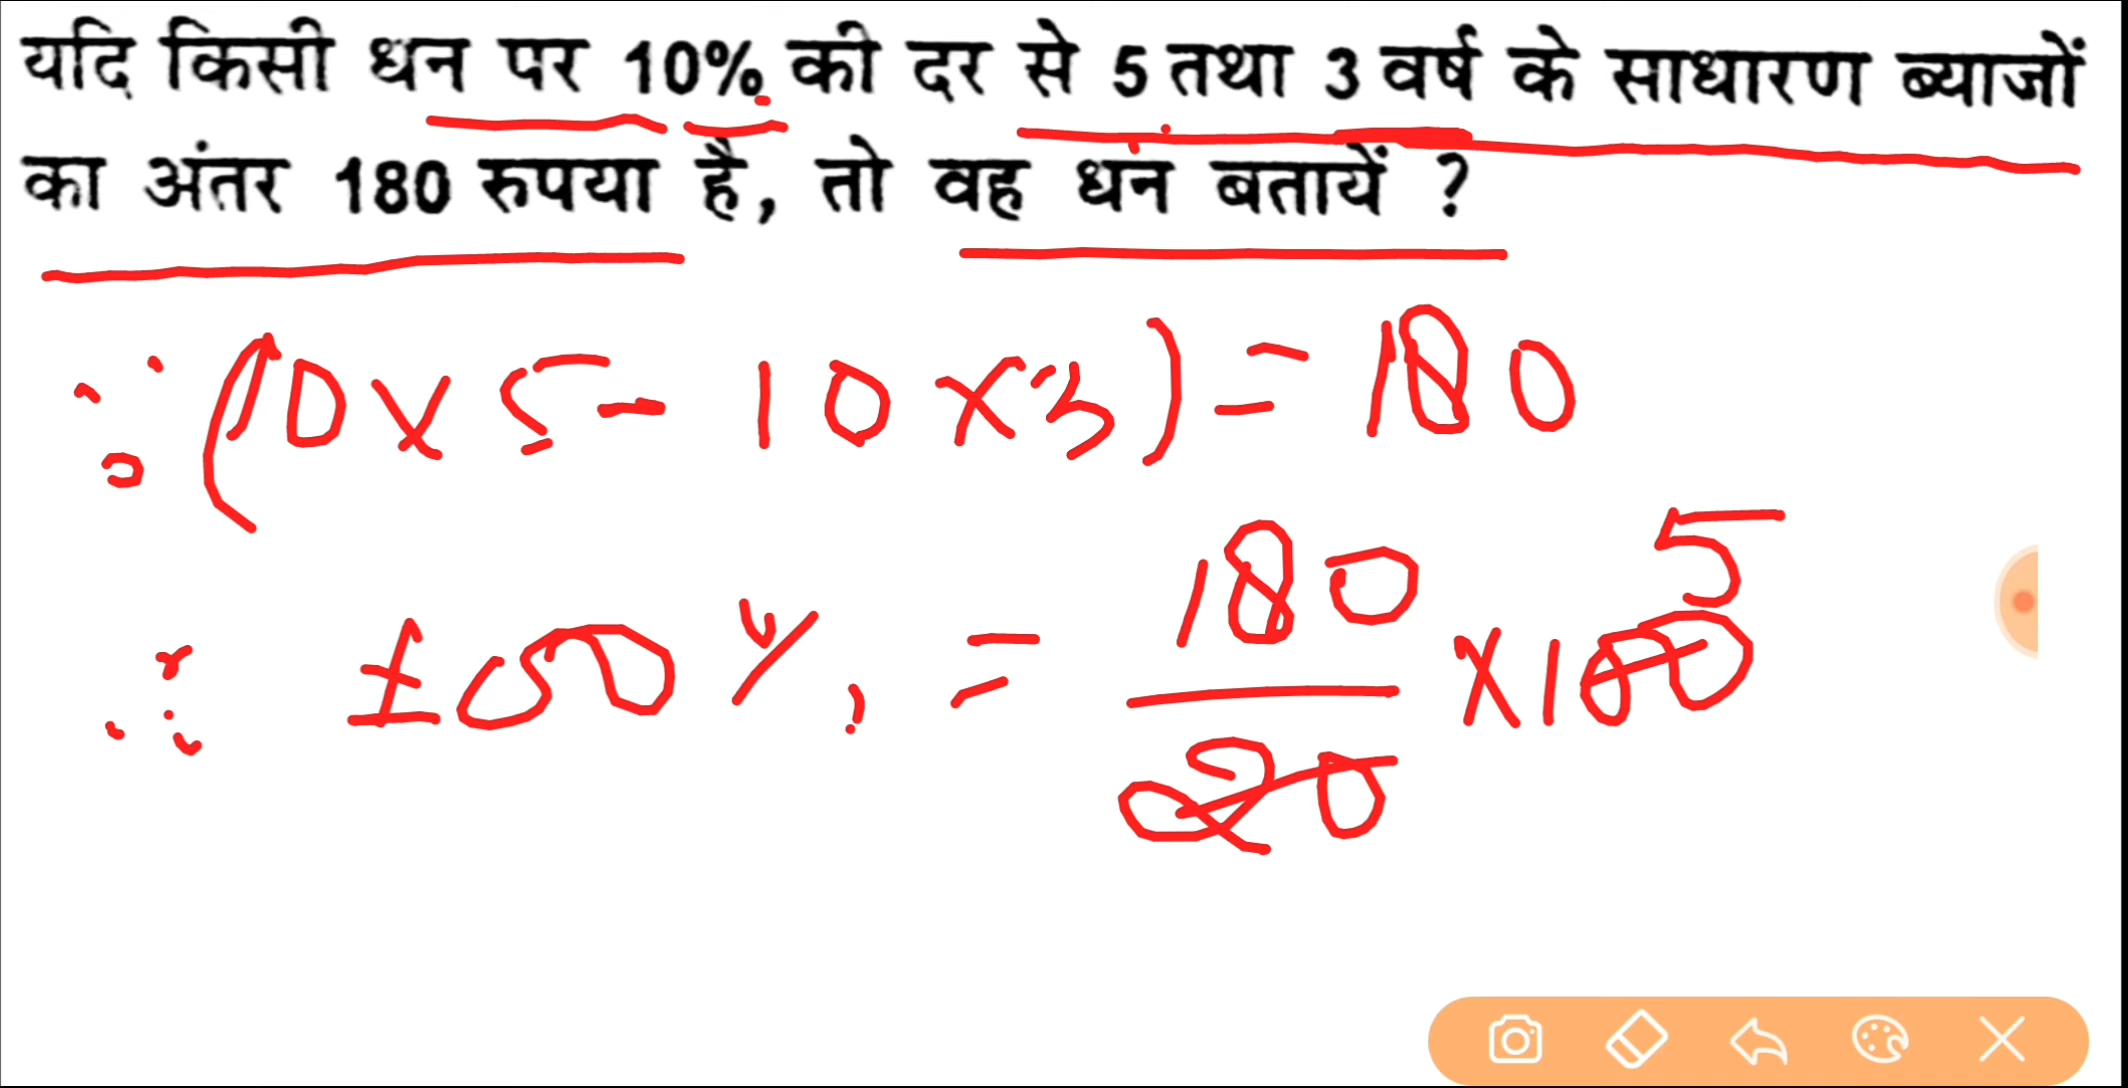 यदि किसी धन पर 10% की दर से 5 तथा 3 वर्ष के साधारण ब्याजों
का अंतर 180 रुपया है, तो वह धन बतायें ?
∵ (10 × 5 - 10 × 3) = 180
5
∴ 100% = 180/20 × 100